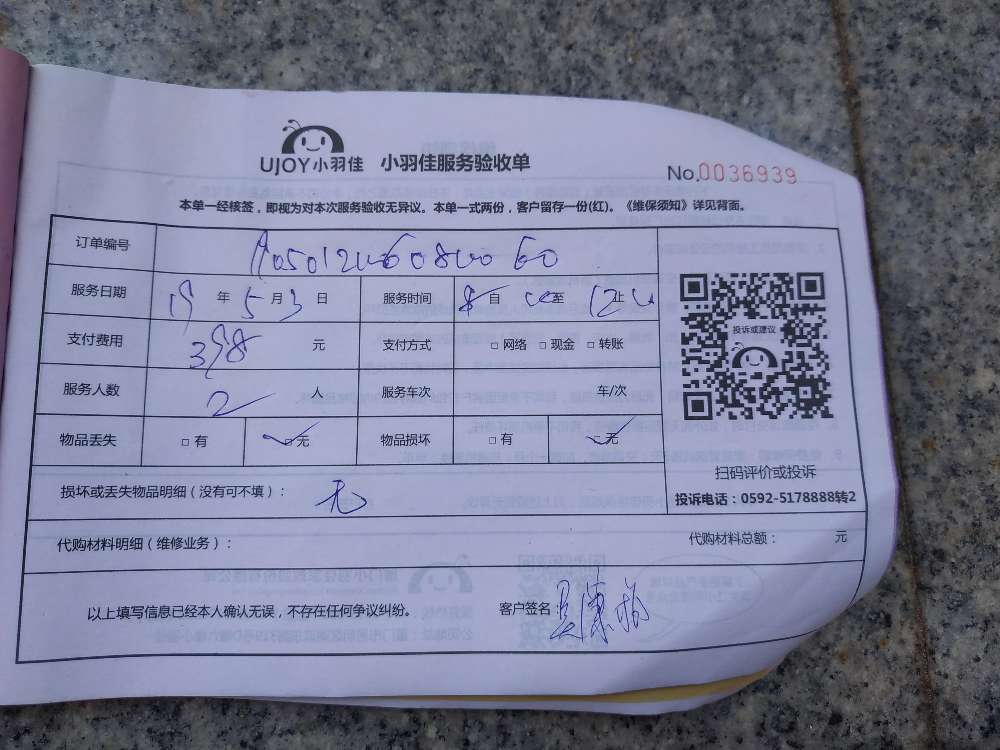 UJOY小羽佳 小羽佳服务验收单
No.0036939
本单一经核签，即视为对本次服务验收无异议。本单一式两份，客户留存一份(红)。《维保须知》详见背面。
订单编号
服务日期 19 年 5 月 3 日 服务时间 8 自 至 12 止
投诉或建议
支付费用 398 元 支付方式 □ 网络 □ 现金 □ 转账
服务人数 2 人 服务车次 车/次
物品丢失 □ 有 □ 无 物品损坏 □ 有 □ 无
扫码评价或投诉
损坏或丢失物品明细（没有可不填）： 无
投诉电话：0592-5178888转2
代购材料明细（维修业务）： 代购材料总额： 元
以上填写信息已经本人确认无误，不存在任何争议纠纷。 客户签名：